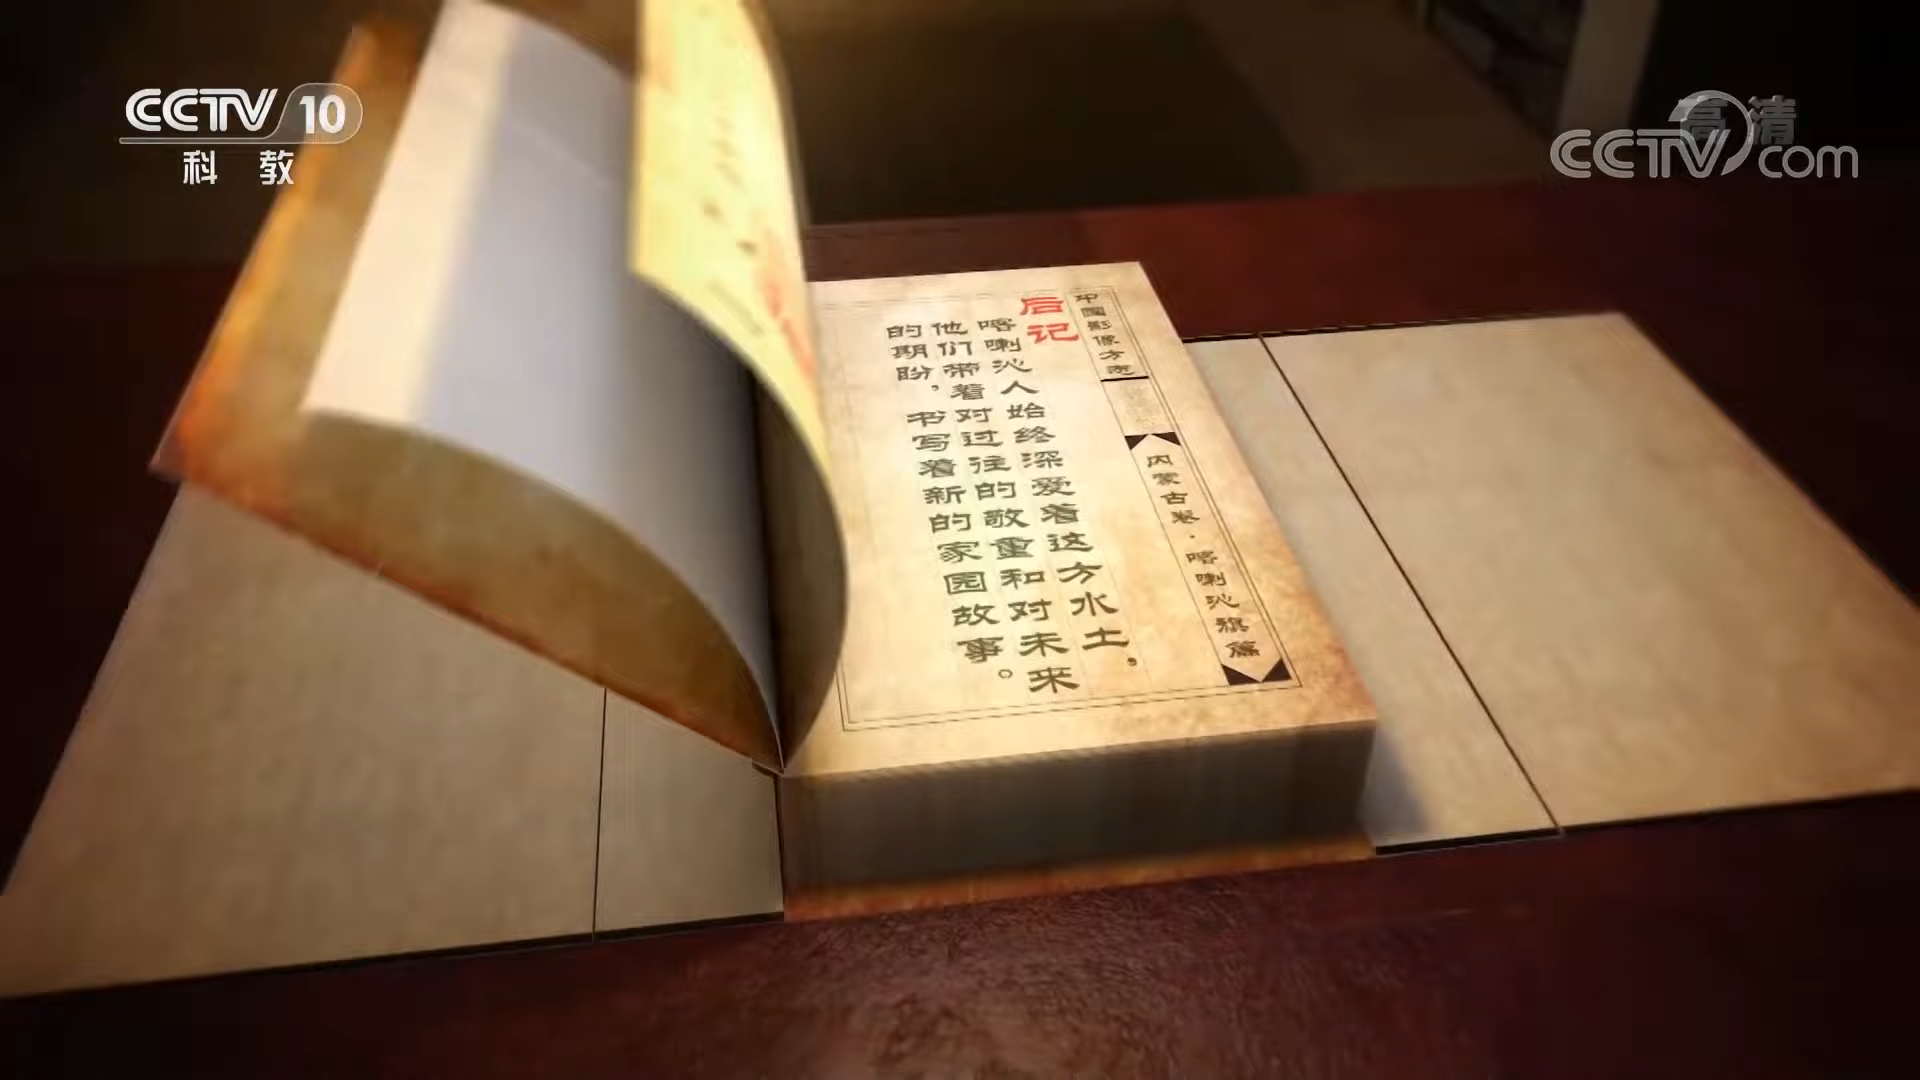 CCTV 10
科教
高清
CCTV com
中國影像方志
内蒙古卷·喀喇沁旗篇
后记
喀喇沁人始终深爱着这方水土，
他们带着对过往的敬重和对未来
的期盼，书写着新的家园故事。